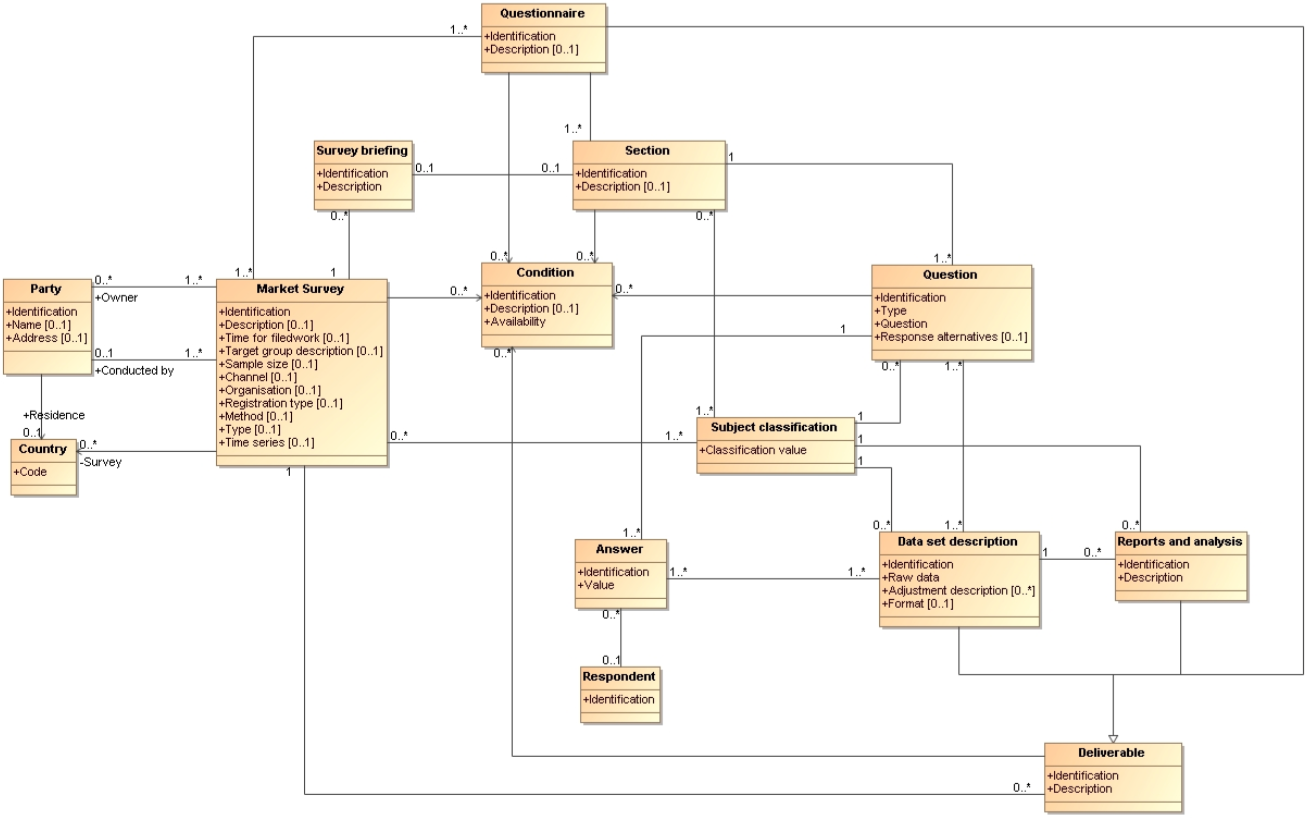 Questionnaire
+Identification
+Description [0..1]
1..*
1..*
Survey briefing
+Identification
+Description
0..1
0..1
Section
+Identification
+Description [0..1]
1
0..*
0..*
0..*
0..*
1..*
1..*
1
Party
+Identification
+Name [0..1]
+Address [0..1]
0..*
1..*
+Owner
0..1
1..*
+Conducted by
Market Survey
+Identification
+Description [0..1]
+Time for filedwork [0..1]
+Target group description [0..1]
+Sample size [0..1]
+Channel [0..1]
+Organisation [0..1]
+Registration type [0..1]
+Method [0..1]
+Type [0..1]
+Time series [0..1]
0..*
Condition
+Identification
+Description [0..1]
+Availability
0..*
0..*
Question
+Identification
+Type
+Question
+Response alternatives [0..1]
1
0..*
1..*
+Residence
0..1
Country
+Code
0..*
-Survey
0..*
1..*
1..*
Subject classification
+Classification value
1
1
1
1
1..*
0..*
1..*
0..*
Answer
+Identification
+Value
1..*
1..*
Data set description
+Identification
+Raw data
+Adjustment description [0..*]
+Format [0..1]
1
0..*
Reports and analysis
+Identification
+Description
0..*
0..1
Respondent
+Identification
Deliverable
+Identification
+Description
0..*